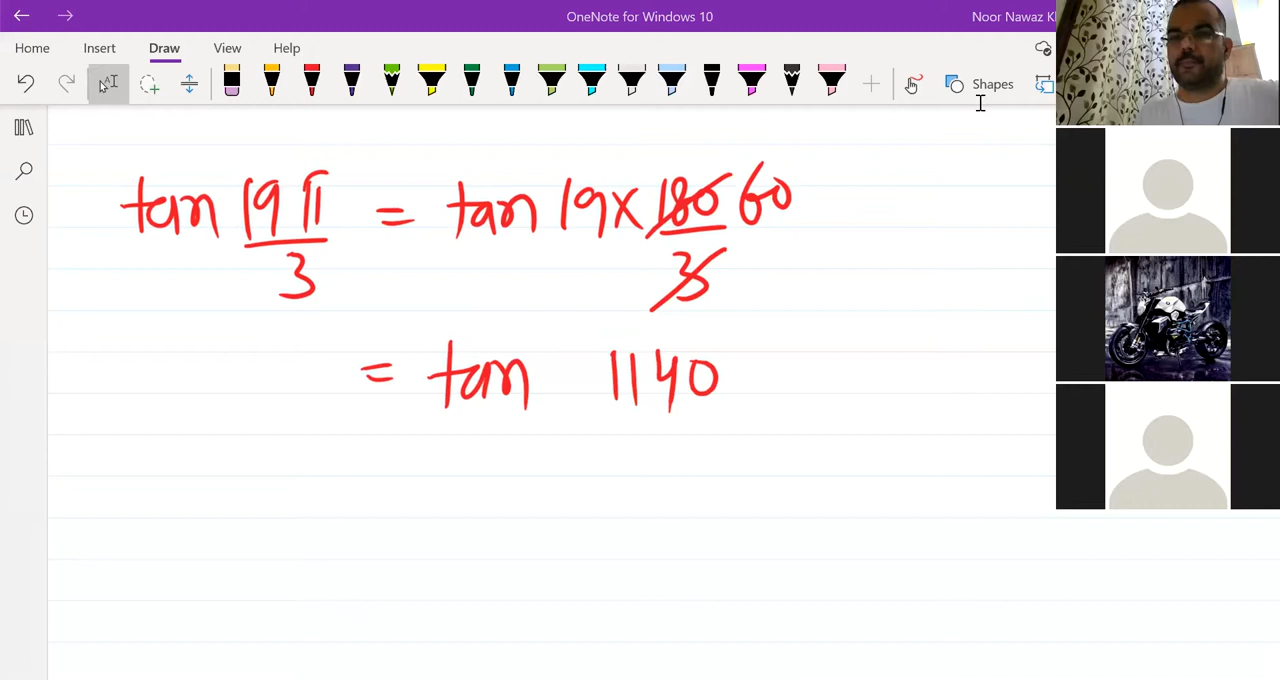 OneNote for Windows 10
Noor Nawaz Kh
Home Insert Draw View Help
Shapes
tan 19π/3 = tan 19 × 180/3 60
= tan 1140